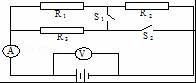 R₁
S₁
R₂
R₃
S₂
A
V